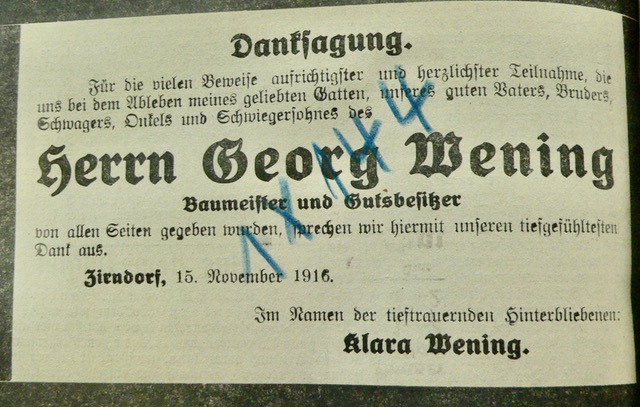 Danksagung.
Für die vielen Beweise aufrichtigster und herzlichster Teilnahme, die
uns bei dem Ableben meines geliebten Gatten, unseres guten Vaters, Bruders,
Schwagers, Onkels und Schwiegersohnes des
Herrn Georg Wening
Baumeister und Gutsbesitzer
von allen Seiten gegeben wurden, sprechen wir hiermit unseren tiefgefühltesten
Dank aus.
Zirndorf, 15. November 1916.
Im Namen der tieftrauernden Hinterbliebenen:
Klara Wening.